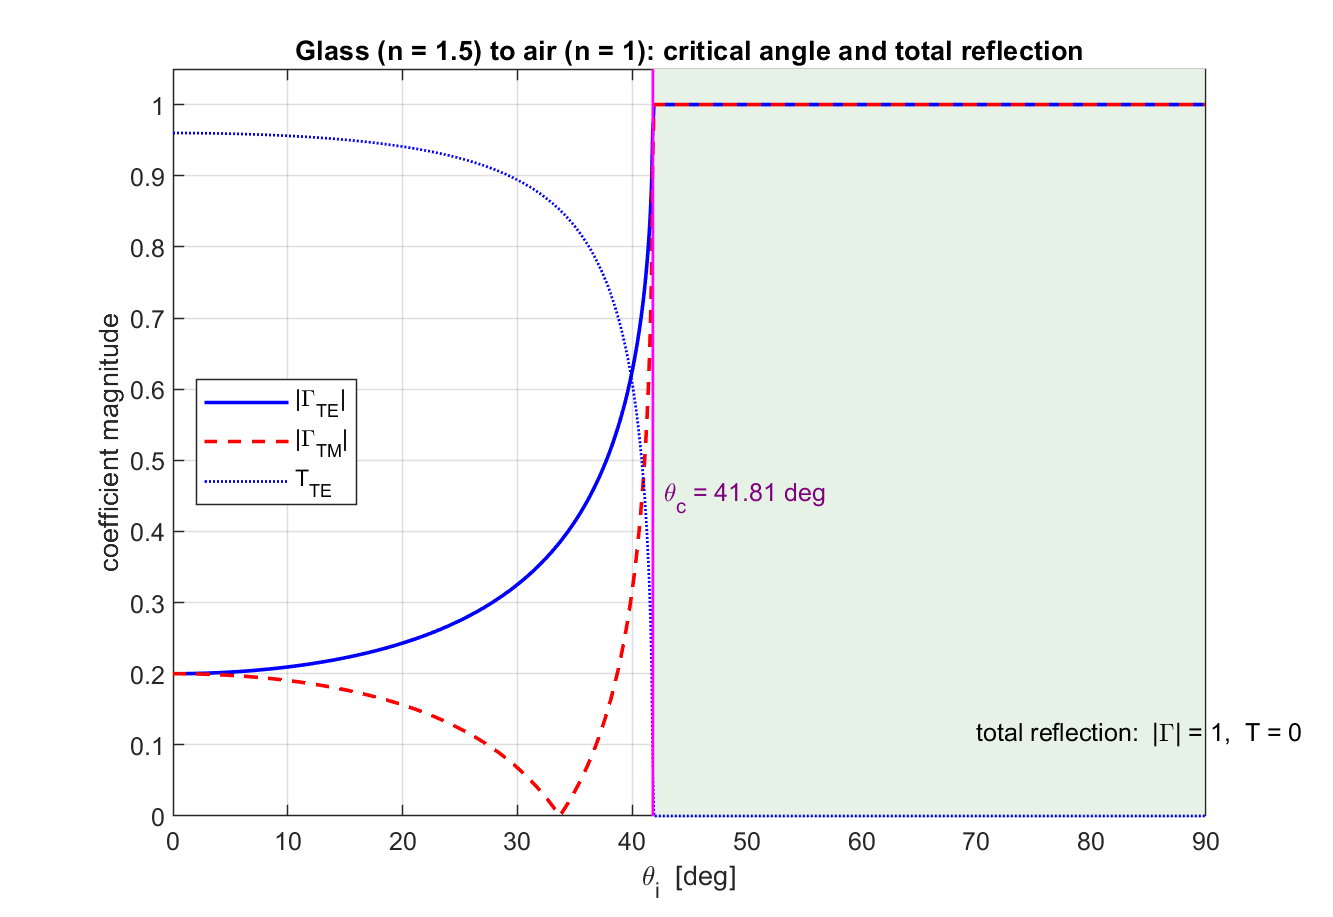 Glass (n = 1.5) to air (n = 1): critical angle and total reflection
coefficient magnitude
1
0.9
0.8
0.7
0.6
0.5
0.4
0.3
0.2
0.1
0
|Γ_TE|
|Γ_TM|
T_TE
θ_c = 41.81 deg
total reflection: |Γ| = 1, T = 0
0 10 20 30 40 50 60 70 80 90
θ_i [deg]